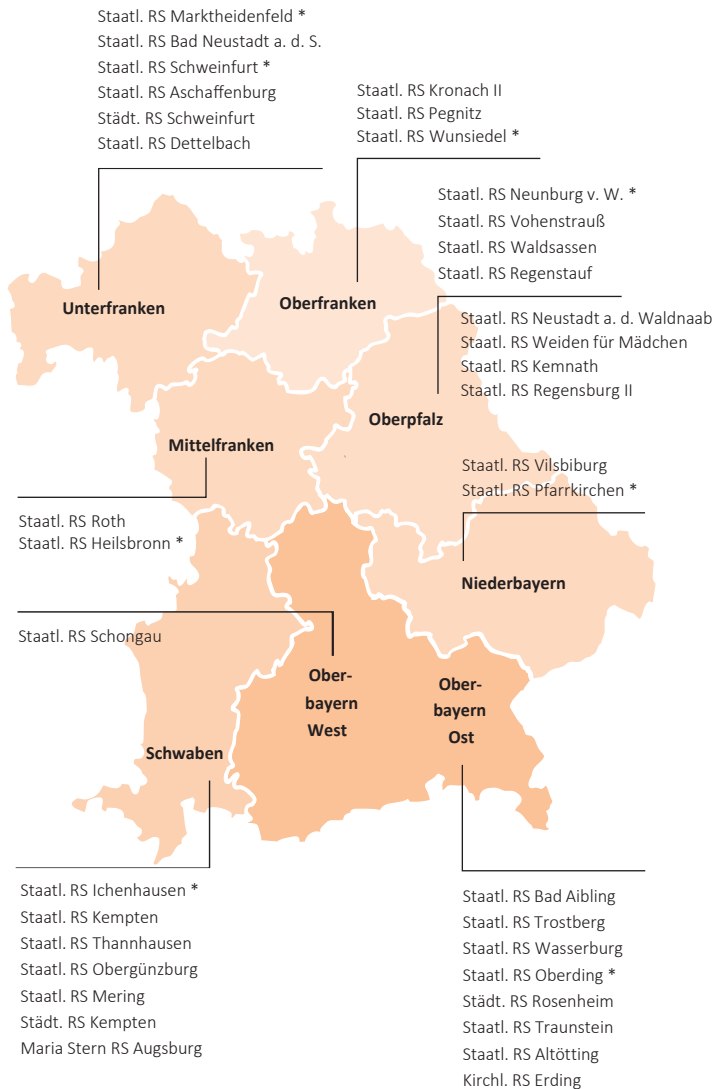 Staatl. RS Marktheidenfeld *
Staatl. RS Bad Neustadt a. d. S.
Staatl. RS Schweinfurt *
Staatl. RS Aschaffenburg
Städt. RS Schweinfurt
Staatl. RS Dettelbach
Staatl. RS Kronach II
Staatl. RS Pegnitz
Staatl. RS Wunsiedel *
Staatl. RS Neunburg v. W. *
Staatl. RS Vohenstrauß
Staatl. RS Waldsassen
Staatl. RS Regenstauf
Unterfranken
Oberfranken
Staatl. RS Neustadt a. d. Waldnaab
Staatl. RS Weiden für Mädchen
Staatl. RS Kemnath
Staatl. RS Regensburg II
Oberpfalz
Mittelfranken
Staatl. RS Vilsbiburg
Staatl. RS Pfarrkirchen *
Staatl. RS Roth
Staatl. RS Heilsbronn *
Niederbayern
Staatl. RS Schongau
Ober-
bayern
West
Ober-
bayern
Ost
Schwaben
Staatl. RS Ichenhausen *
Staatl. RS Kempten
Staatl. RS Thannhausen
Staatl. RS Obergünzburg
Staatl. RS Mering
Städt. RS Kempten
Maria Stern RS Augsburg
Staatl. RS Bad Aibling
Staatl. RS Trostberg
Staatl. RS Wasserburg
Staatl. RS Oberding *
Städt. RS Rosenheim
Staatl. RS Traunstein
Staatl. RS Altötting
Kirchl. RS Erding